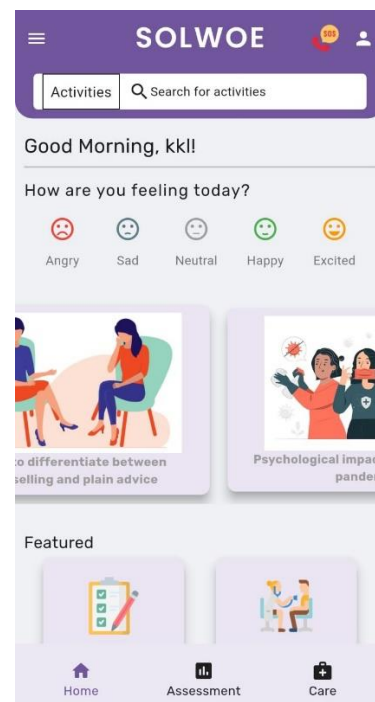 SOLWOE
SOS
Activities
Search for activities
Good Morning, kkl!
How are you feeling today?
Angry
Sad
Neutral
Happy
Excited
to differentiate between
selling and plain advice
Psychological impac
pande
Featured
Home
Assessment
Care